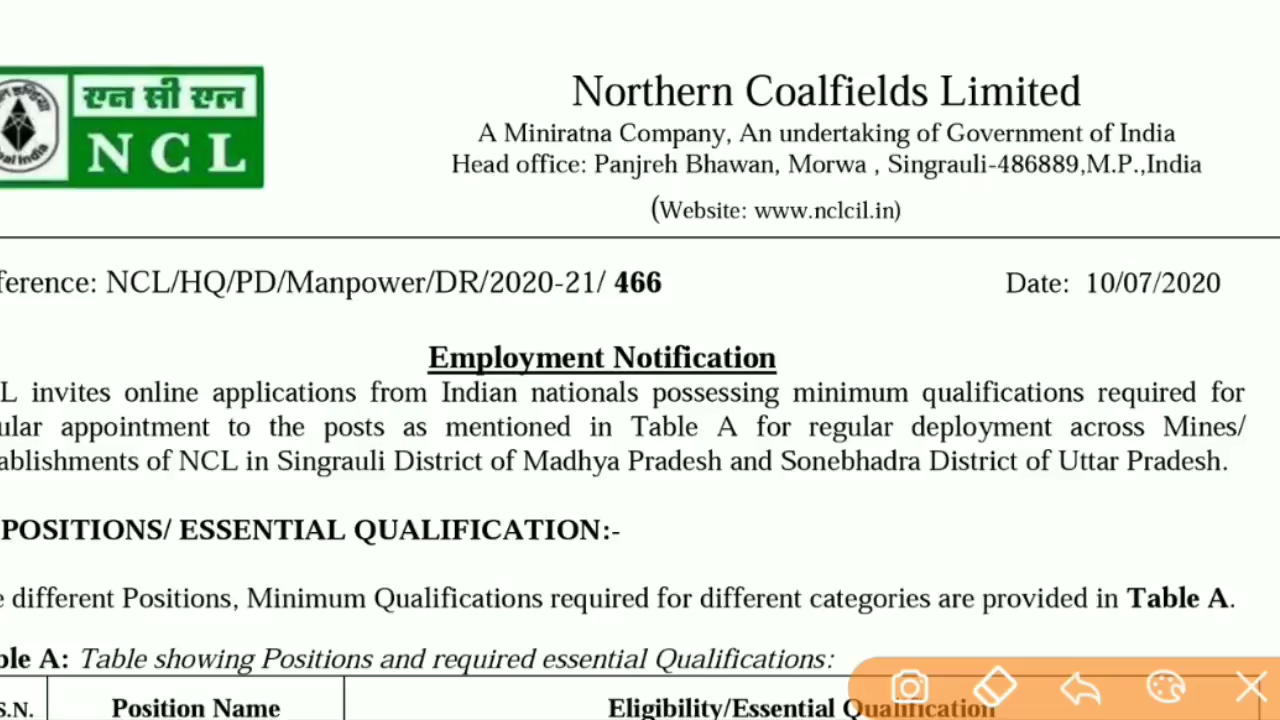 एन सी एल
NCL
Northern Coalfields Limited
A Miniratna Company, An undertaking of Government of India
Head office: Panjreh Bhawan, Morwa , Singrauli-486889,M.P.,India
(Website: www.nclcil.in)
ference: NCL/HQ/PD/Manpower/DR/2020-21/ 466
Date: 10/07/2020
Employment Notification
L invites online applications from Indian nationals possessing minimum qualifications required for
ular appointment to the posts as mentioned in Table A for regular deployment across Mines/
ablishments of NCL in Singrauli District of Madhya Pradesh and Sonebhadra District of Uttar Pradesh.
POSITIONS/ ESSENTIAL QUALIFICATION:-
e different Positions, Minimum Qualifications required for different categories are provided in Table A.
ble A: Table showing Positions and required essential Qualifications:
S.N.
Position Name
Eligibility/Essential Qualification